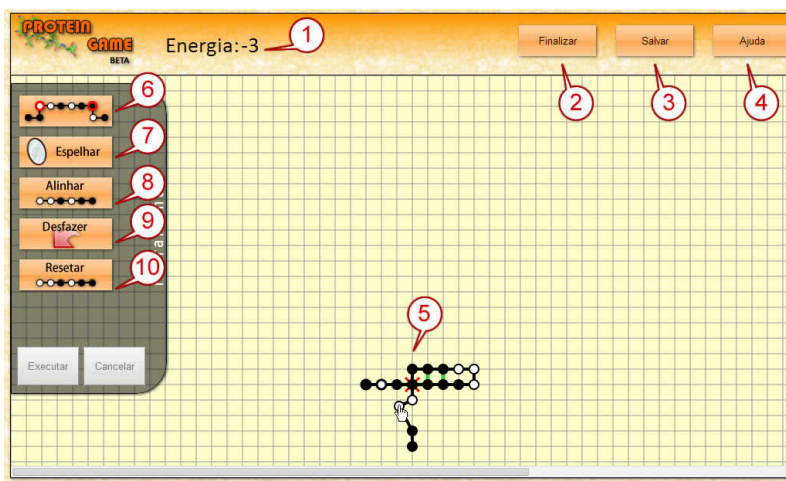 PROTEIN
GAME
BETA
Energia:-3
1
Finalizar
Salvar
Ajuda
2
3
4
6
Espelhar
7
Alinhar
8
Desfazer
9
Resetar
10
5
Executar
Cancelar